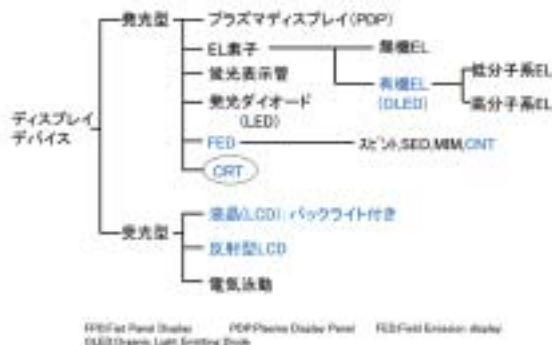 発光型
プラズマディスプレイ(PDP)
EL素子
無機EL
有機EL
(OLED)
低分子系EL
高分子系EL
蛍光表示管
発光ダイオード
(LED)
FED
スピント,SED,MIM,CNT
CRT
ディスプレイ
デバイス
受光型
液晶(LCD):バックライト付き
反射型LCD
電気泳動
FPD:Flat Panel Display PDP:Plasma Display Panel FED:Field Emission display
OLED:Organic Light Emitting Diode